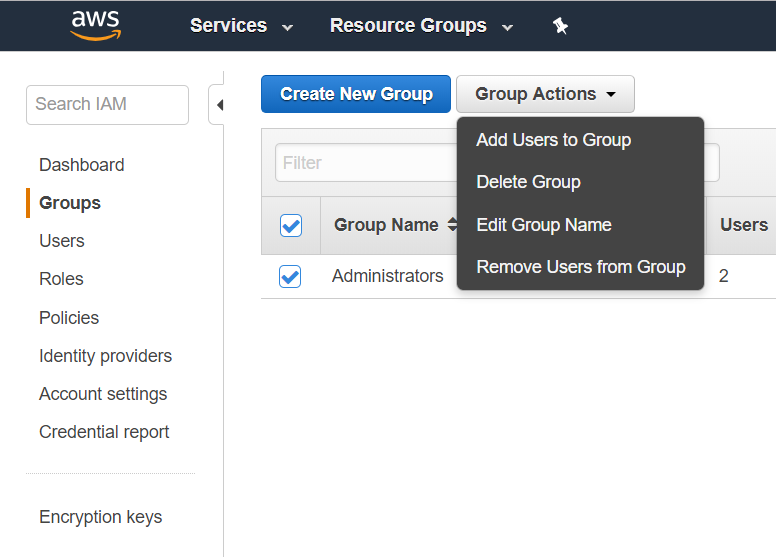 aws
Services
Resource Groups
Search IAM
Dashboard
Groups
Users
Roles
Policies
Identity providers
Account settings
Credential report
Encryption keys
Create New Group
Group Actions
Add Users to Group
Delete Group
Edit Group Name
Remove Users from Group
Filter
Group Name
Users
Administrators
2